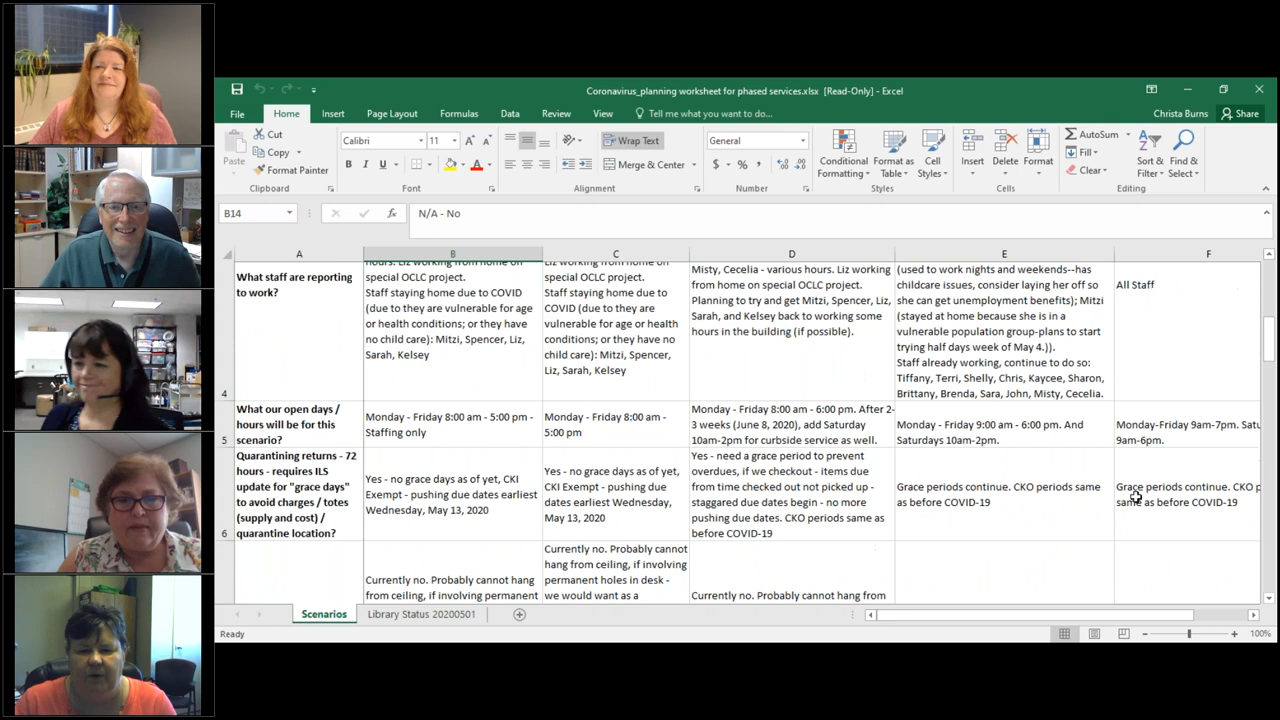 Coronavirus_planning worksheet for phased services.xlsx [Read-Only] - Excel
File Home Insert Page Layout Formulas Data Review View Tell me what you want to do... Christa Burns Share
Paste Cut
Copy
Format Painter
Clipboard
Calibri 11
B I U
Font
Wrap Text
Merge & Center
Alignment
General
$ % ,
Number
Conditional Formatting
Format as Table
Cell Styles
Styles
Insert Delete Format
Cells
AutoSum
Fill
Clear
Sort & Filter
Find & Select
Editing
B14 fx N/A - No
A B C D E F
4
What staff are reporting
to work?
hours. Liz working from home on
special OCLC project.
Staff staying home due to COVID
(due to they are vulnerable for age
or health conditions; or they have
no child care): Mitzi, Spencer, Liz,
Sarah, Kelsey
Liz working from home on
special OCLC project.
Staff staying home due to
COVID (due to they are
vulnerable for age or health
conditions; or they have no
child care): Mitzi, Spencer,
Liz, Sarah, Kelsey
Misty, Cecelia - various hours. Liz working
from home on special OCLC project.
Planning to try and get Mitzi, Spencer, Liz,
Sarah, and Kelsey back to working some
hours in the building (if possible).
(used to work nights and weekends--has
childcare issues, consider laying her off so
she can get unemployment benefits); Mitzi
(stayed at home because she is in a
vulnerable population group-plans to start
trying half days week of May 4.)).
Staff already working, continue to do so:
Tiffany, Terri, Shelly, Chris, Kaycee, Sharon,
Brittany, Brenda, Sara, John, Misty, Cecelia.
All Staff
5
What our open days /
hours will be for this
scenario?
Monday - Friday 8:00 am - 5:00 pm -
Staffing only
Monday - Friday 8:00 am -
5:00 pm
Monday - Friday 8:00 am - 6:00 pm. After 2-
3 weeks (June 8, 2020), add Saturday
10am-2pm for curbside service as well.
Monday - Friday 9:00 am - 6:00 pm. And
Saturdays 10am-2pm.
Monday-Friday 9am-7pm. Satu
9am-6pm.
6
Quarantining returns - 72
hours - requires ILS
update for "grace days"
to avoid charges / totes
(supply and cost) /
quarantine location?
Yes - no grace days as of yet, CKI
Exempt - pushing due dates earliest
Wednesday, May 13, 2020
Yes - no grace days as of yet,
CKI Exempt - pushing due
dates earliest Wednesday,
May 13, 2020
Yes - need a grace period to prevent
overdues, if we checkout - items due
from time checked out not picked up -
staggared due dates begin - no more
pushing due dates. CKO periods same as
before COVID-19
Grace periods continue. CKO periods same
as before COVID-19
Grace periods continue. CKO p
same as before COVID-19
Currently no. Probably cannot hang
from ceiling, if involving permanent
Currently no. Probably cannot
hang from ceiling, if involving
permanent holes in desk -
we would want as a
Currently no. Probably cannot hang from
Scenarios Library Status 20200501
Ready 100%